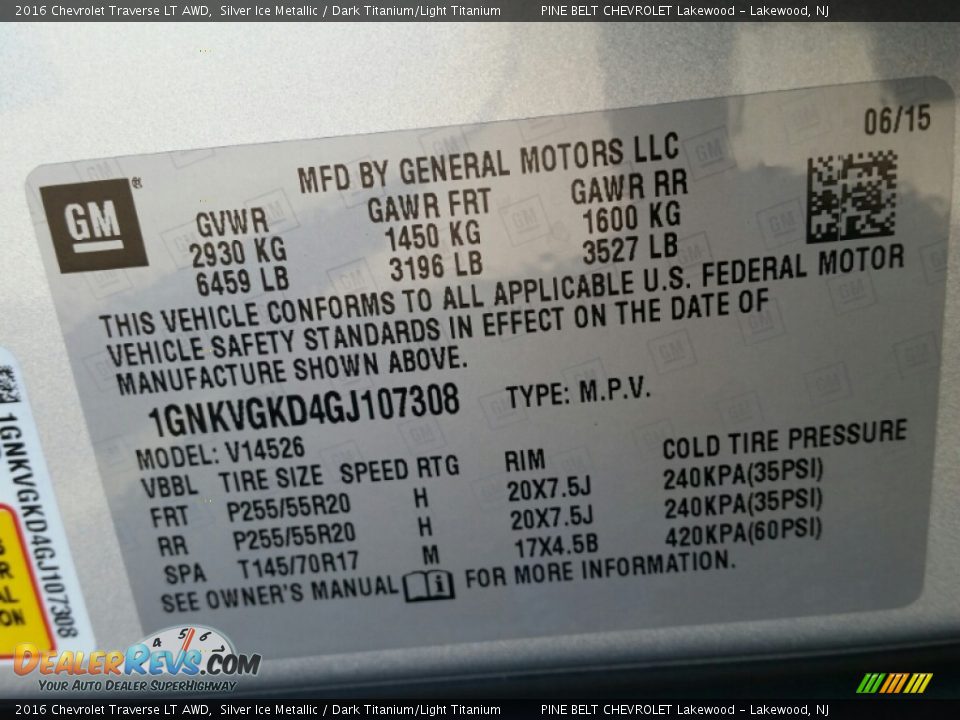 2016 Chevrolet Traverse LT AWD, Silver Ice Metallic / Dark Titanium/Light Titanium PINE BELT CHEVROLET Lakewood – Lakewood, NJ
06/15
MFD BY GENERAL MOTORS LLC
GM®
GVWR GAWR FRT GAWR RR
2930 KG 1450 KG 1600 KG
6459 LB 3196 LB 3527 LB
THIS VEHICLE CONFORMS TO ALL APPLICABLE U.S. FEDERAL MOTOR
VEHICLE SAFETY STANDARDS IN EFFECT ON THE DATE OF
MANUFACTURE SHOWN ABOVE.
1GNKVGKD4GJ107308 TYPE: M.P.V.
MODEL: V14526
VBBL TIRE SIZE SPEED RTG RIM COLD TIRE PRESSURE
FRT P255/55R20 H 20X7.5J 240KPA(35PSI)
RR P255/55R20 H 20X7.5J 240KPA(35PSI)
SPA T145/70R17 M 17X4.5B 420KPA(60PSI)
SEE OWNER'S MANUAL i FOR MORE INFORMATION.
1GNKVGKD4GJ107308
ON
4 5 6
DEALERREVS.COM
YOUR AUTO DEALER SUPERHIGHWAY
2016 Chevrolet Traverse LT AWD, Silver Ice Metallic / Dark Titanium/Light Titanium PINE BELT CHEVROLET Lakewood – Lakewood, NJ